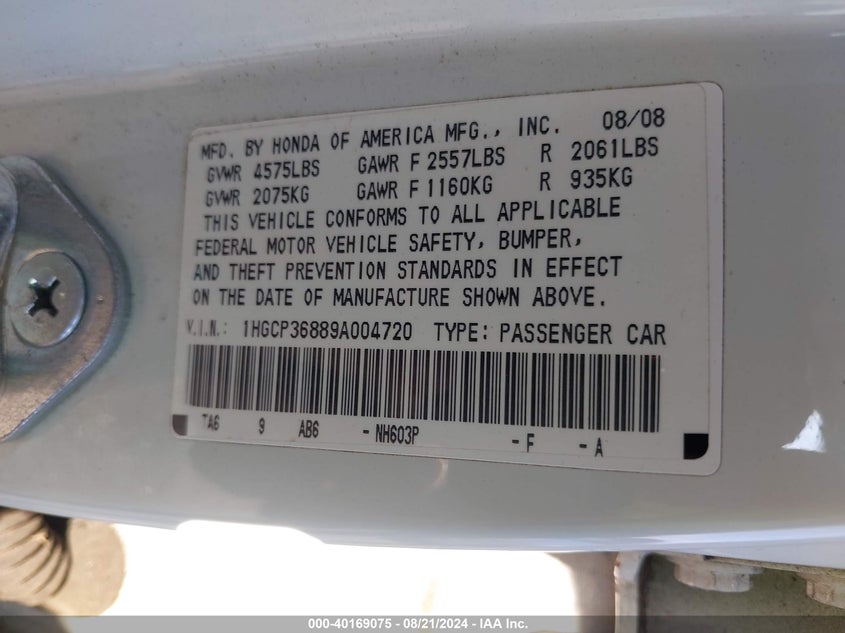 MFD. BY HONDA OF AMERICA MFG., INC. 08/08
GVWR 4575LBS GAWR F 2557LBS R 2061LBS
GVWR 2075KG GAWR F 1160KG R 935KG
THIS VEHICLE CONFORMS TO ALL APPLICABLE
FEDERAL MOTOR VEHICLE SAFETY, BUMPER,
AND THEFT PREVENTION STANDARDS IN EFFECT
ON THE DATE OF MANUFACTURE SHOWN ABOVE.
V.I.N.: 1HGCP36889A004720 TYPE: PASSENGER CAR
TA6 9 AB6 - NH603P - F - A
000-40169075 - 08/21/2024 - IAA Inc.